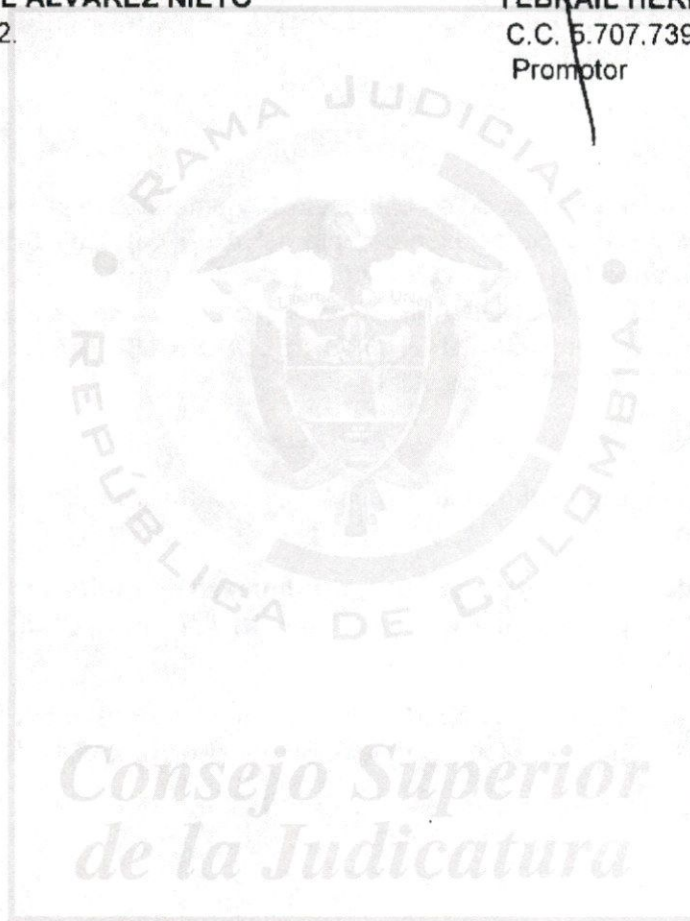 ALVAREZ NIETO
2.
C.C. 5.707.739
Promotor
RAMA JUDICIAL
REPÚBLICA DE COLOMBIA
Consejo Superior
de la Judicatura